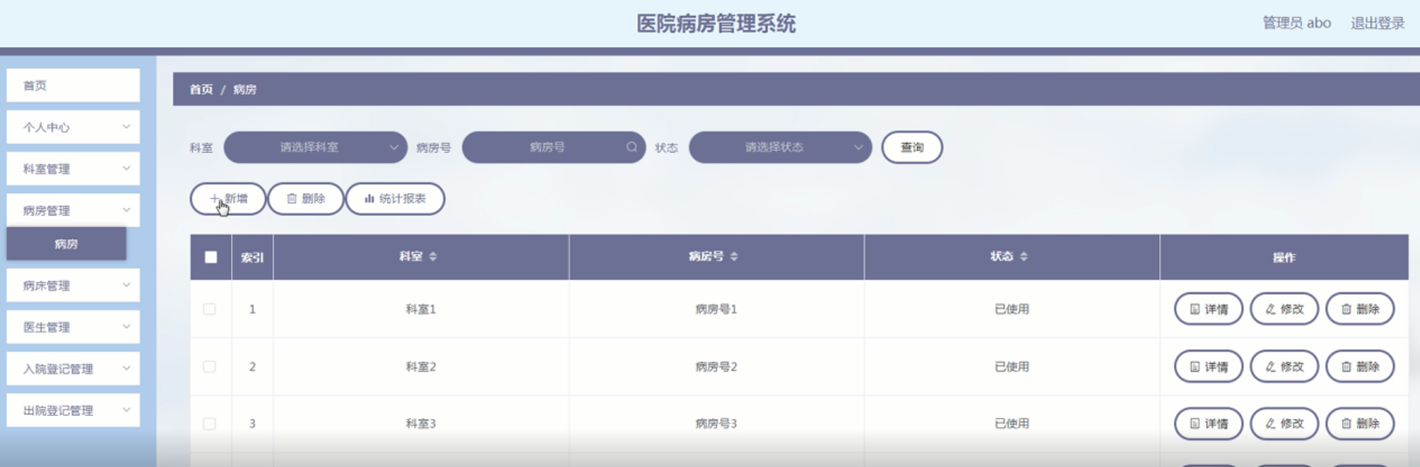 医院病房管理系统
管理员 abo 退出登录
首页
个人中心
科室管理
病房管理
病房
病床管理
医生管理
入院登记管理
出院登记管理
首页 / 病房
科室 请选择科室 病房号 病房号 状态 请选择状态 查询
新增 删除 统计报表
索引 科室 病房号 状态 操作
1 科室1 病房号1 已使用 详情 修改 删除
2 科室2 病房号2 已使用 详情 修改 删除
3 科室3 病房号3 已使用 详情 修改 删除